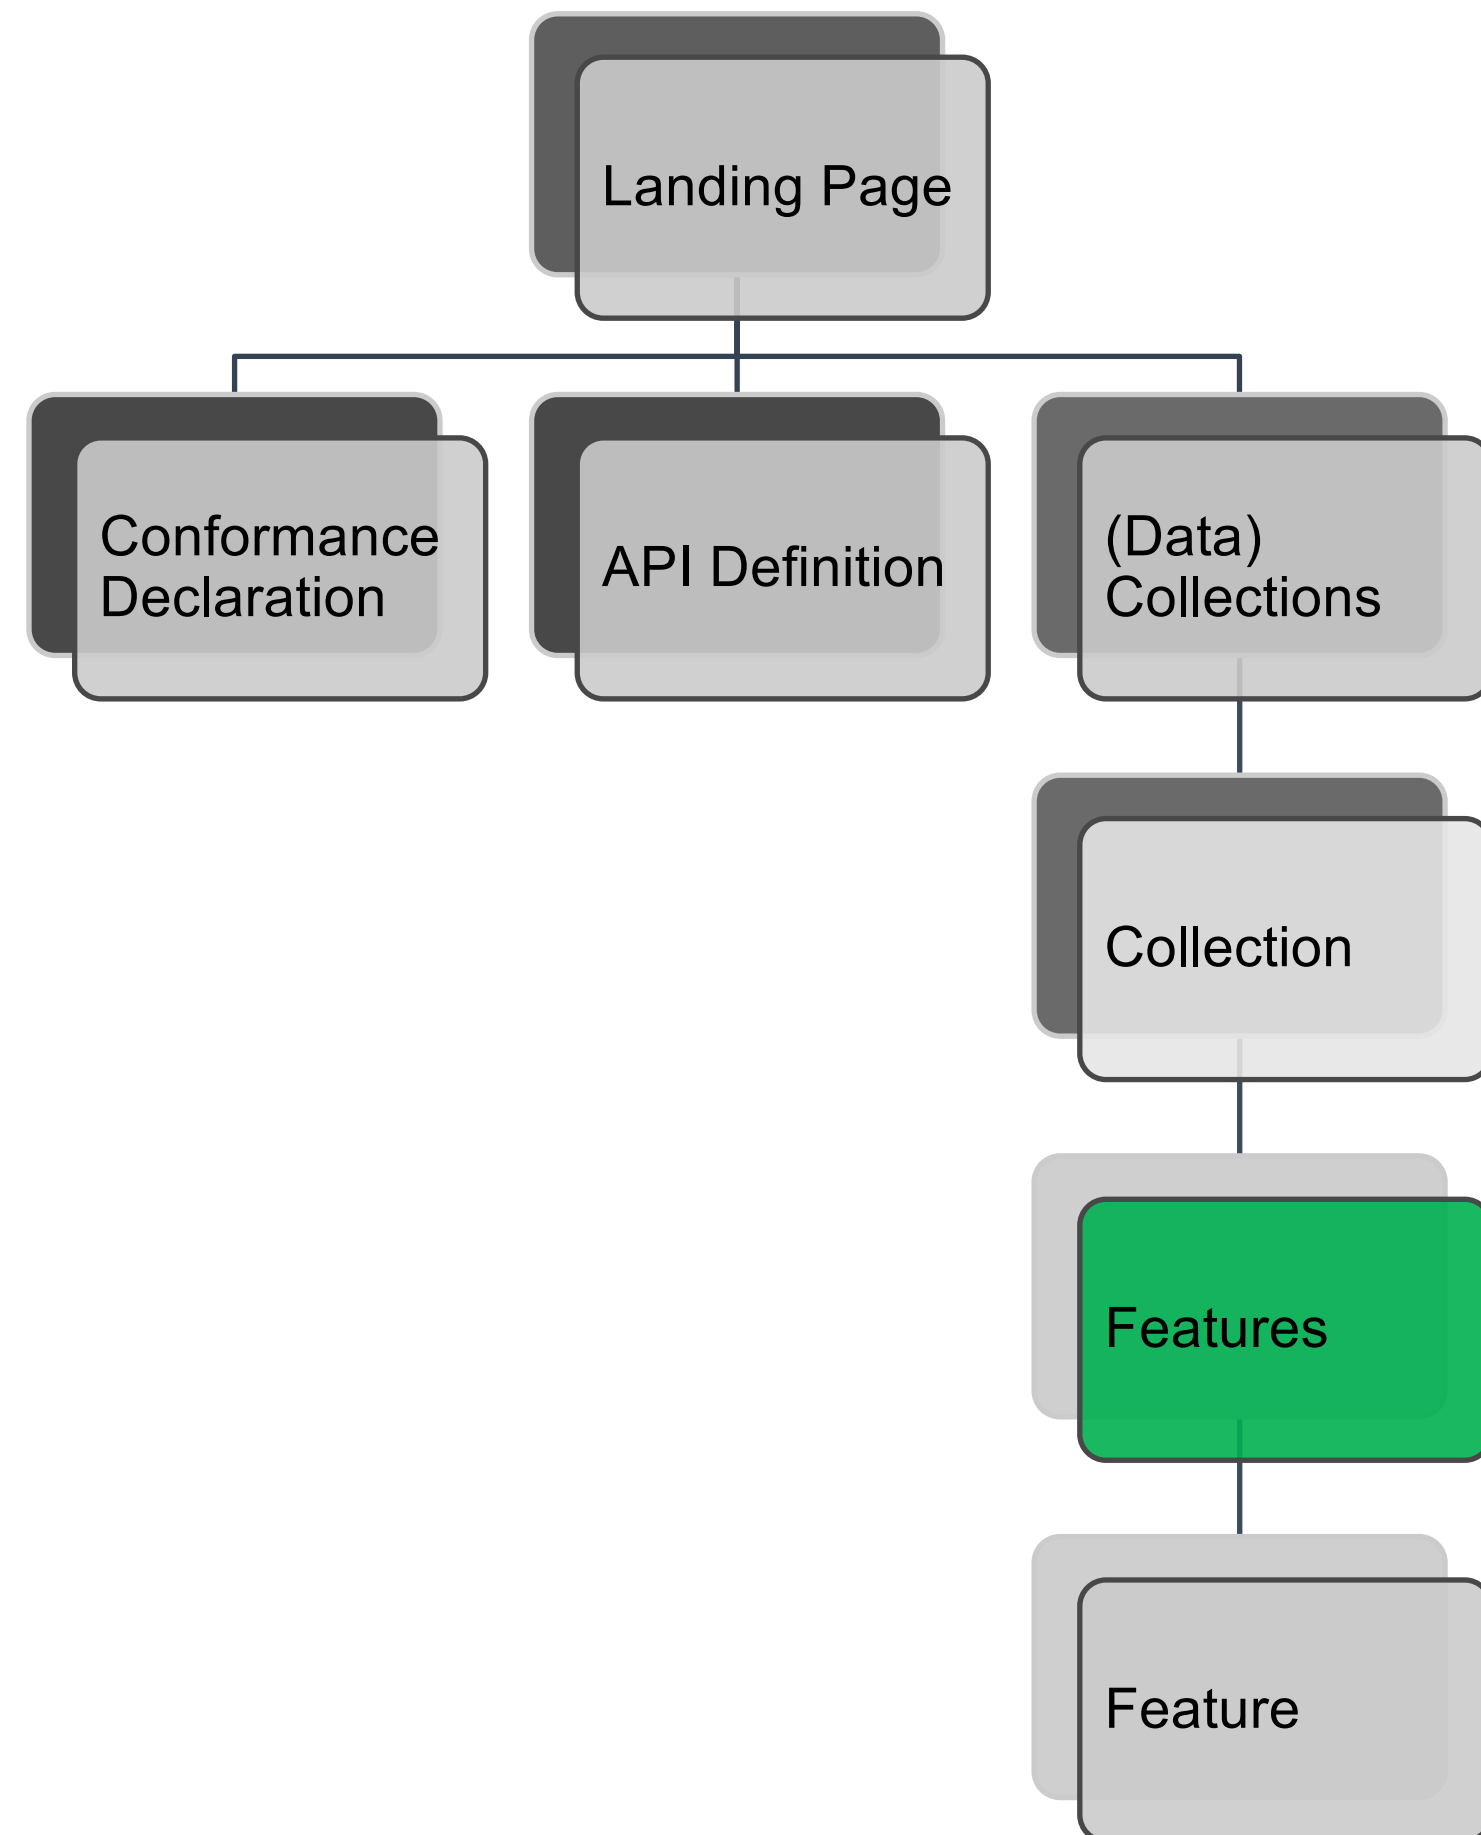 Landing Page
Conformance
Declaration
API Definition
(Data)
Collections
Collection
Features
Feature